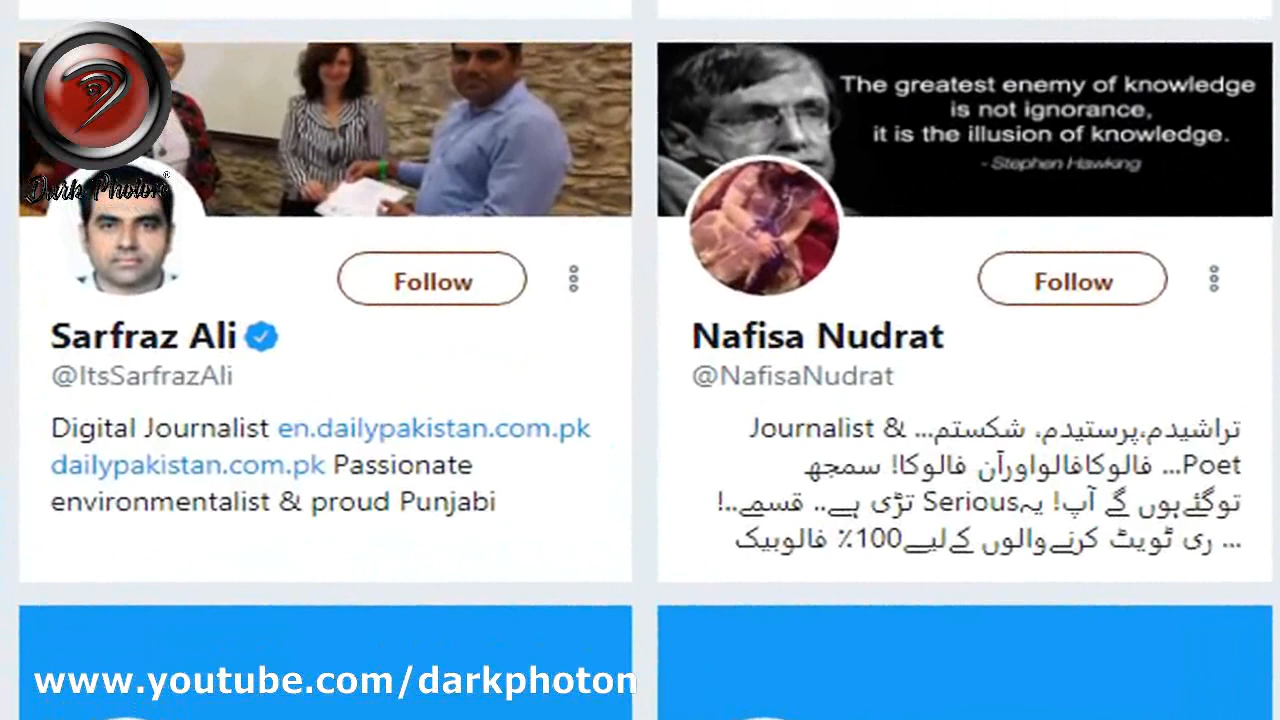 Dark Photon®
The greatest enemy of knowledge
is not ignorance,
it is the illusion of knowledge.
- Stephen Hawking
Follow
Sarfraz Ali
@ItsSarfrazAli
Digital Journalist en.dailypakistan.com.pk
dailypakistan.com.pk Passionate
environmentalist & proud Punjabi
Follow
Nafisa Nudrat
@NafisaNudrat
تراشیدم،پرستیدم، شکستم... & Journalist
Poet... فالوکافالواورآن فالوکا! سمجھ
توگئےہوں گے آپ! یہSerious تڑی ہے.. قسمے..!
... ری ٹویٹ کرنےوالوں کےلیے100٪ فالوبیک
www.youtube.com/darkphoton